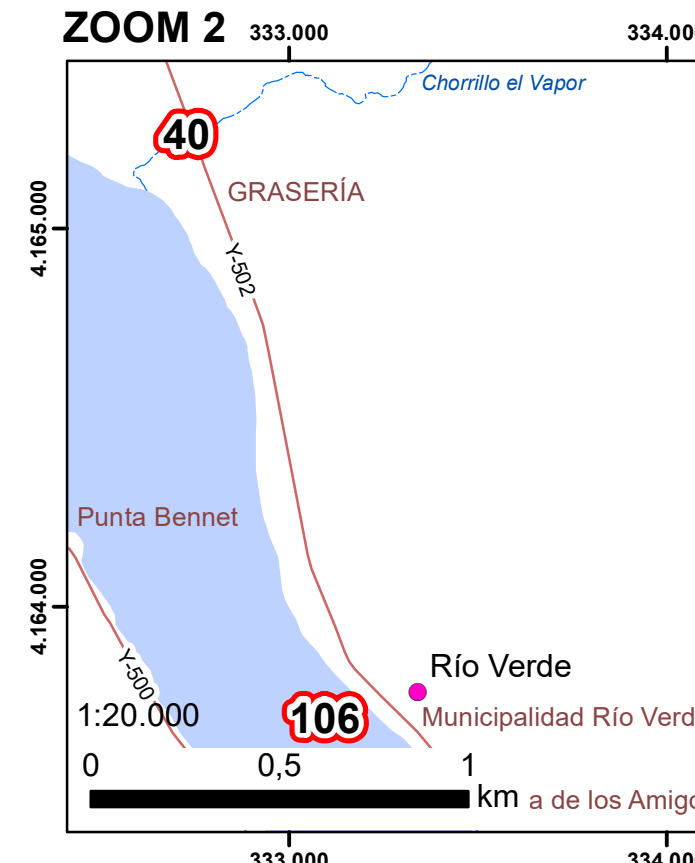 ZOOM 2
333.000
334.00
Chorrillo el Vapor
40
GRASERÍA
4.165.000
Y-502
Punta Bennet
4.164.000
Río Verde
Y-500
1:20.000
106
Municipalidad Río Verd
0 0,5 1
km
a de los Amigo
333.000
334.00